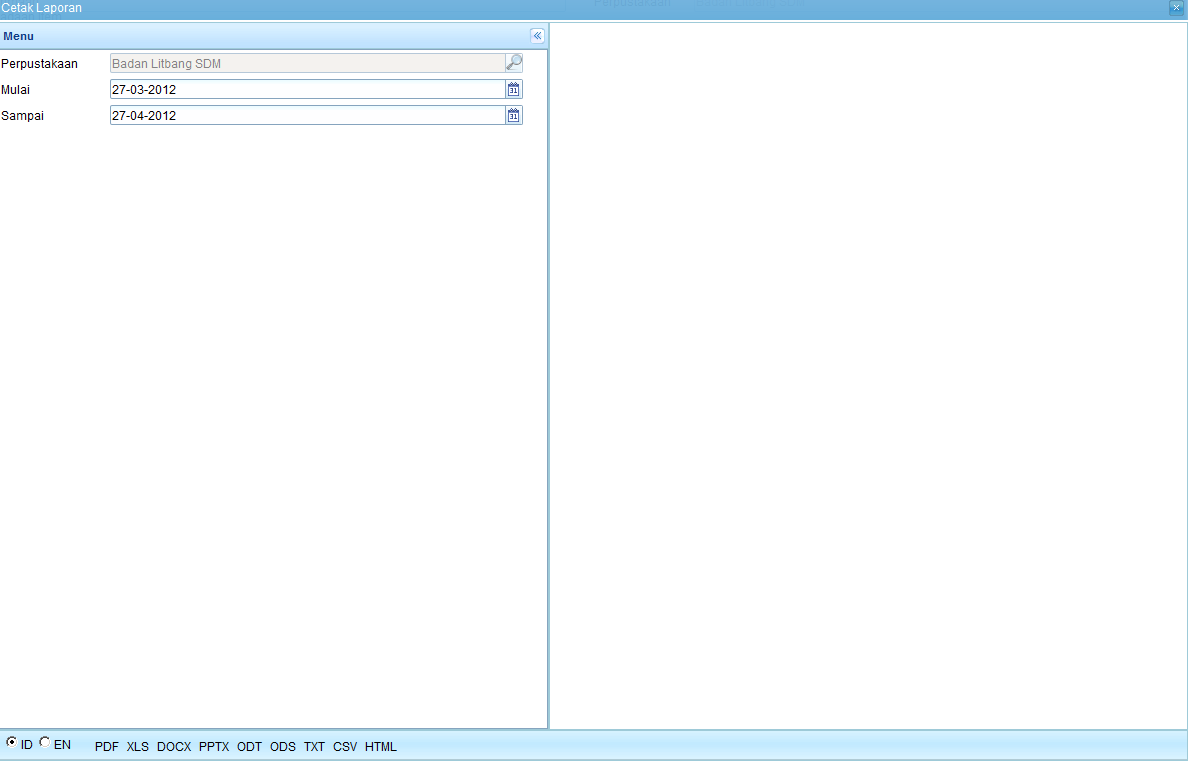 Cetak Laporan
Menu
Perpustakaan Badan Litbang SDM
Mulai 27-03-2012
Sampai 27-04-2012
ID EN PDF XLS DOCX PPTX ODT ODS TXT CSV HTML